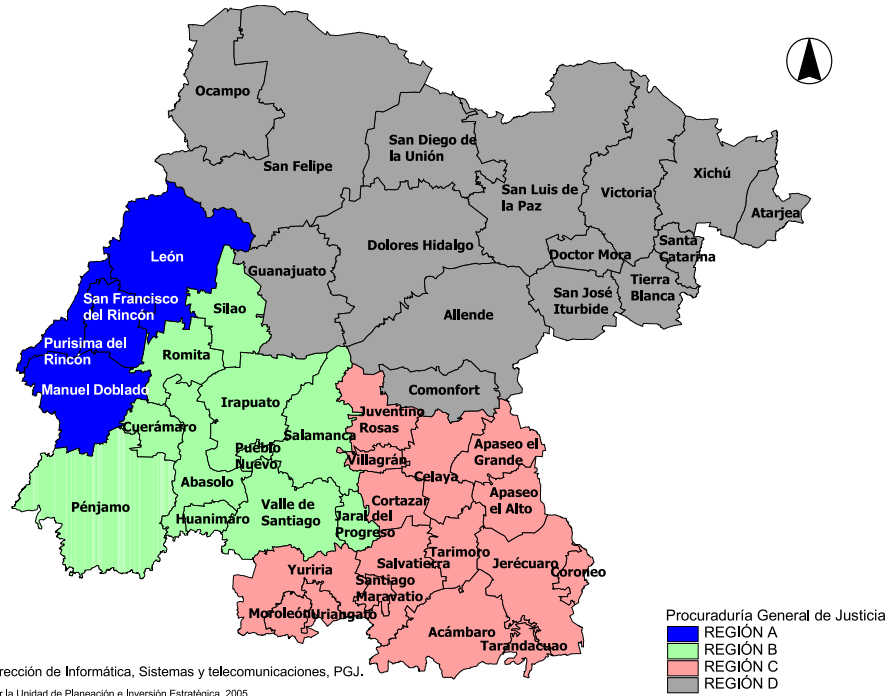 Ocampo
San Felipe
San Diego de
la Unión
San Luis de
la Paz
Victoria
Xichú
Atarjea
Santa
Catarina
Doctor Mora
Tierra
Blanca
San José
Iturbide
Dolores Hidalgo
Guanajuato
Allende
Comonfort
León
San Francisco
del Rincón
Purisima del
Ríncón
Manuel Doblado
Silao
Romita
Irapuato
Cuerámaro
Salamanca
Pueblo
Nuevo
Abasolo
Pénjamo
Huanimáro
Valle de
Santiago
Jaral del
Progreso
Juventino
Rosas
Villagrán
Celaya
Cortazar
Apaseo el
Grande
Apaseo
el Alto
Tarimoro
Jerécuaro
Coroneo
Salvatierra
Yuriria
Santiago
Maravatio
Moroleón
Uriangato
Acámbaro
Tarandacuao
Procuraduría General de Justicia
REGIÓN A
REGIÓN B
REGIÓN C
REGIÓN D
rección de Informática, Sistemas y telecomunicaciones, PGJ.
r la Unidad de Planeación e Inversión Estratégica, 2005